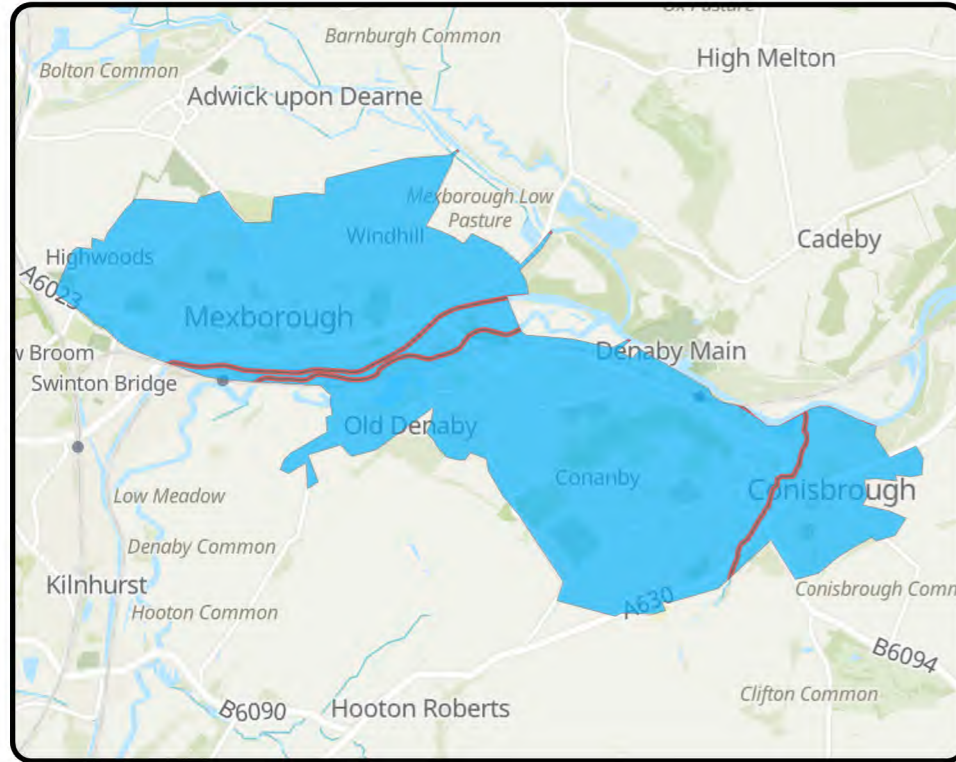 Ox Pasture
Barnburgh Common
High Melton
Bolton Common
Adwick upon Dearne
Mexborough Low
Pasture
Windhill
Cadeby
Highwoods
A6023
Mexborough
w Broom
Denaby Main
Swinton Bridge
Old Denaby
Conanby
Conisbrough
Low Meadow
Denaby Common
Kilnhurst
Conisbrough Comm
A630
Hooton Common
B6094
Clifton Common
B6090
Hooton Roberts